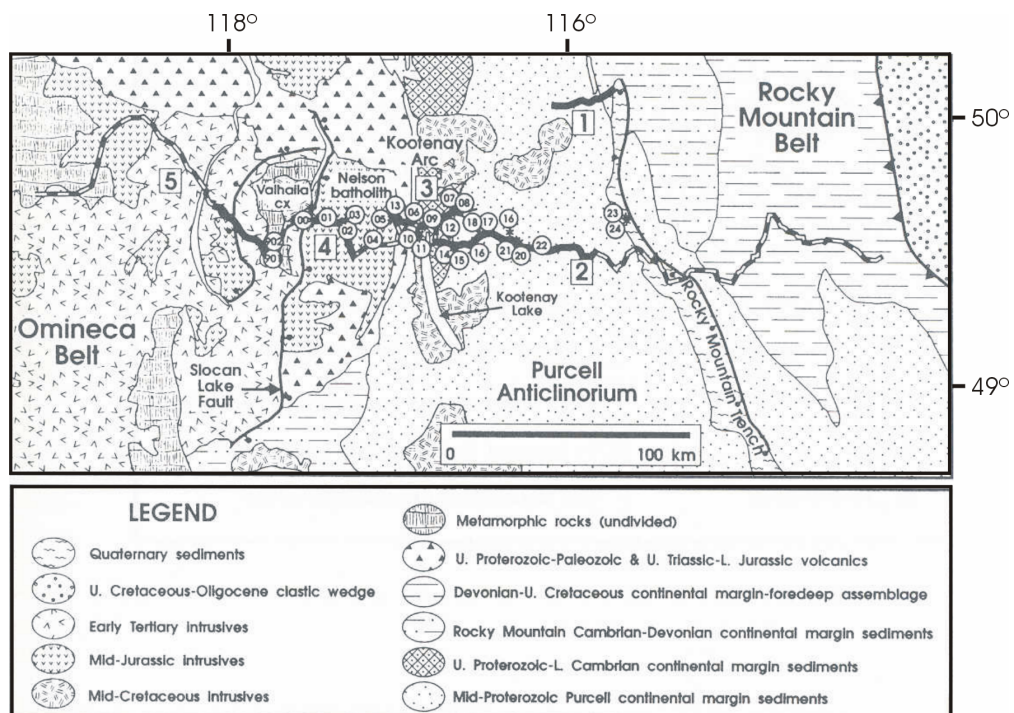 118°
116°
50°
49°
Rocky
Mountain
Belt
1
Kootenay
Arc
3
5
Valhalla
cx
Nelson
batholith
13
06
07
08
00
01
03
05
09
12
18
17
16
23
24
02
04
10
11
4
14
15
16
21
20
22
2
Kootenay
Lake
Omineca
Belt
Slocan
Lake
Fault
Purcell
Anticlinorium
Rocky Mountain Trench
0
100 km
LEGEND
Quaternary sediments
U. Cretaceous-Oligocene clastic wedge
Early Tertiary intrusives
Mid-Jurassic intrusives
Mid-Cretaceous intrusives
Metamorphic rocks (undivided)
U. Proterozoic-Paleozoic & U. Triassic-L. Jurassic volcanics
Devonian-U. Cretaceous continental margin-foredeep assemblage
Rocky Mountain Cambrian-Devonian continental margin sediments
U. Proterozoic-L. Cambrian continental margin sediments
Mid-Proterozoic Purcell continental margin sediments